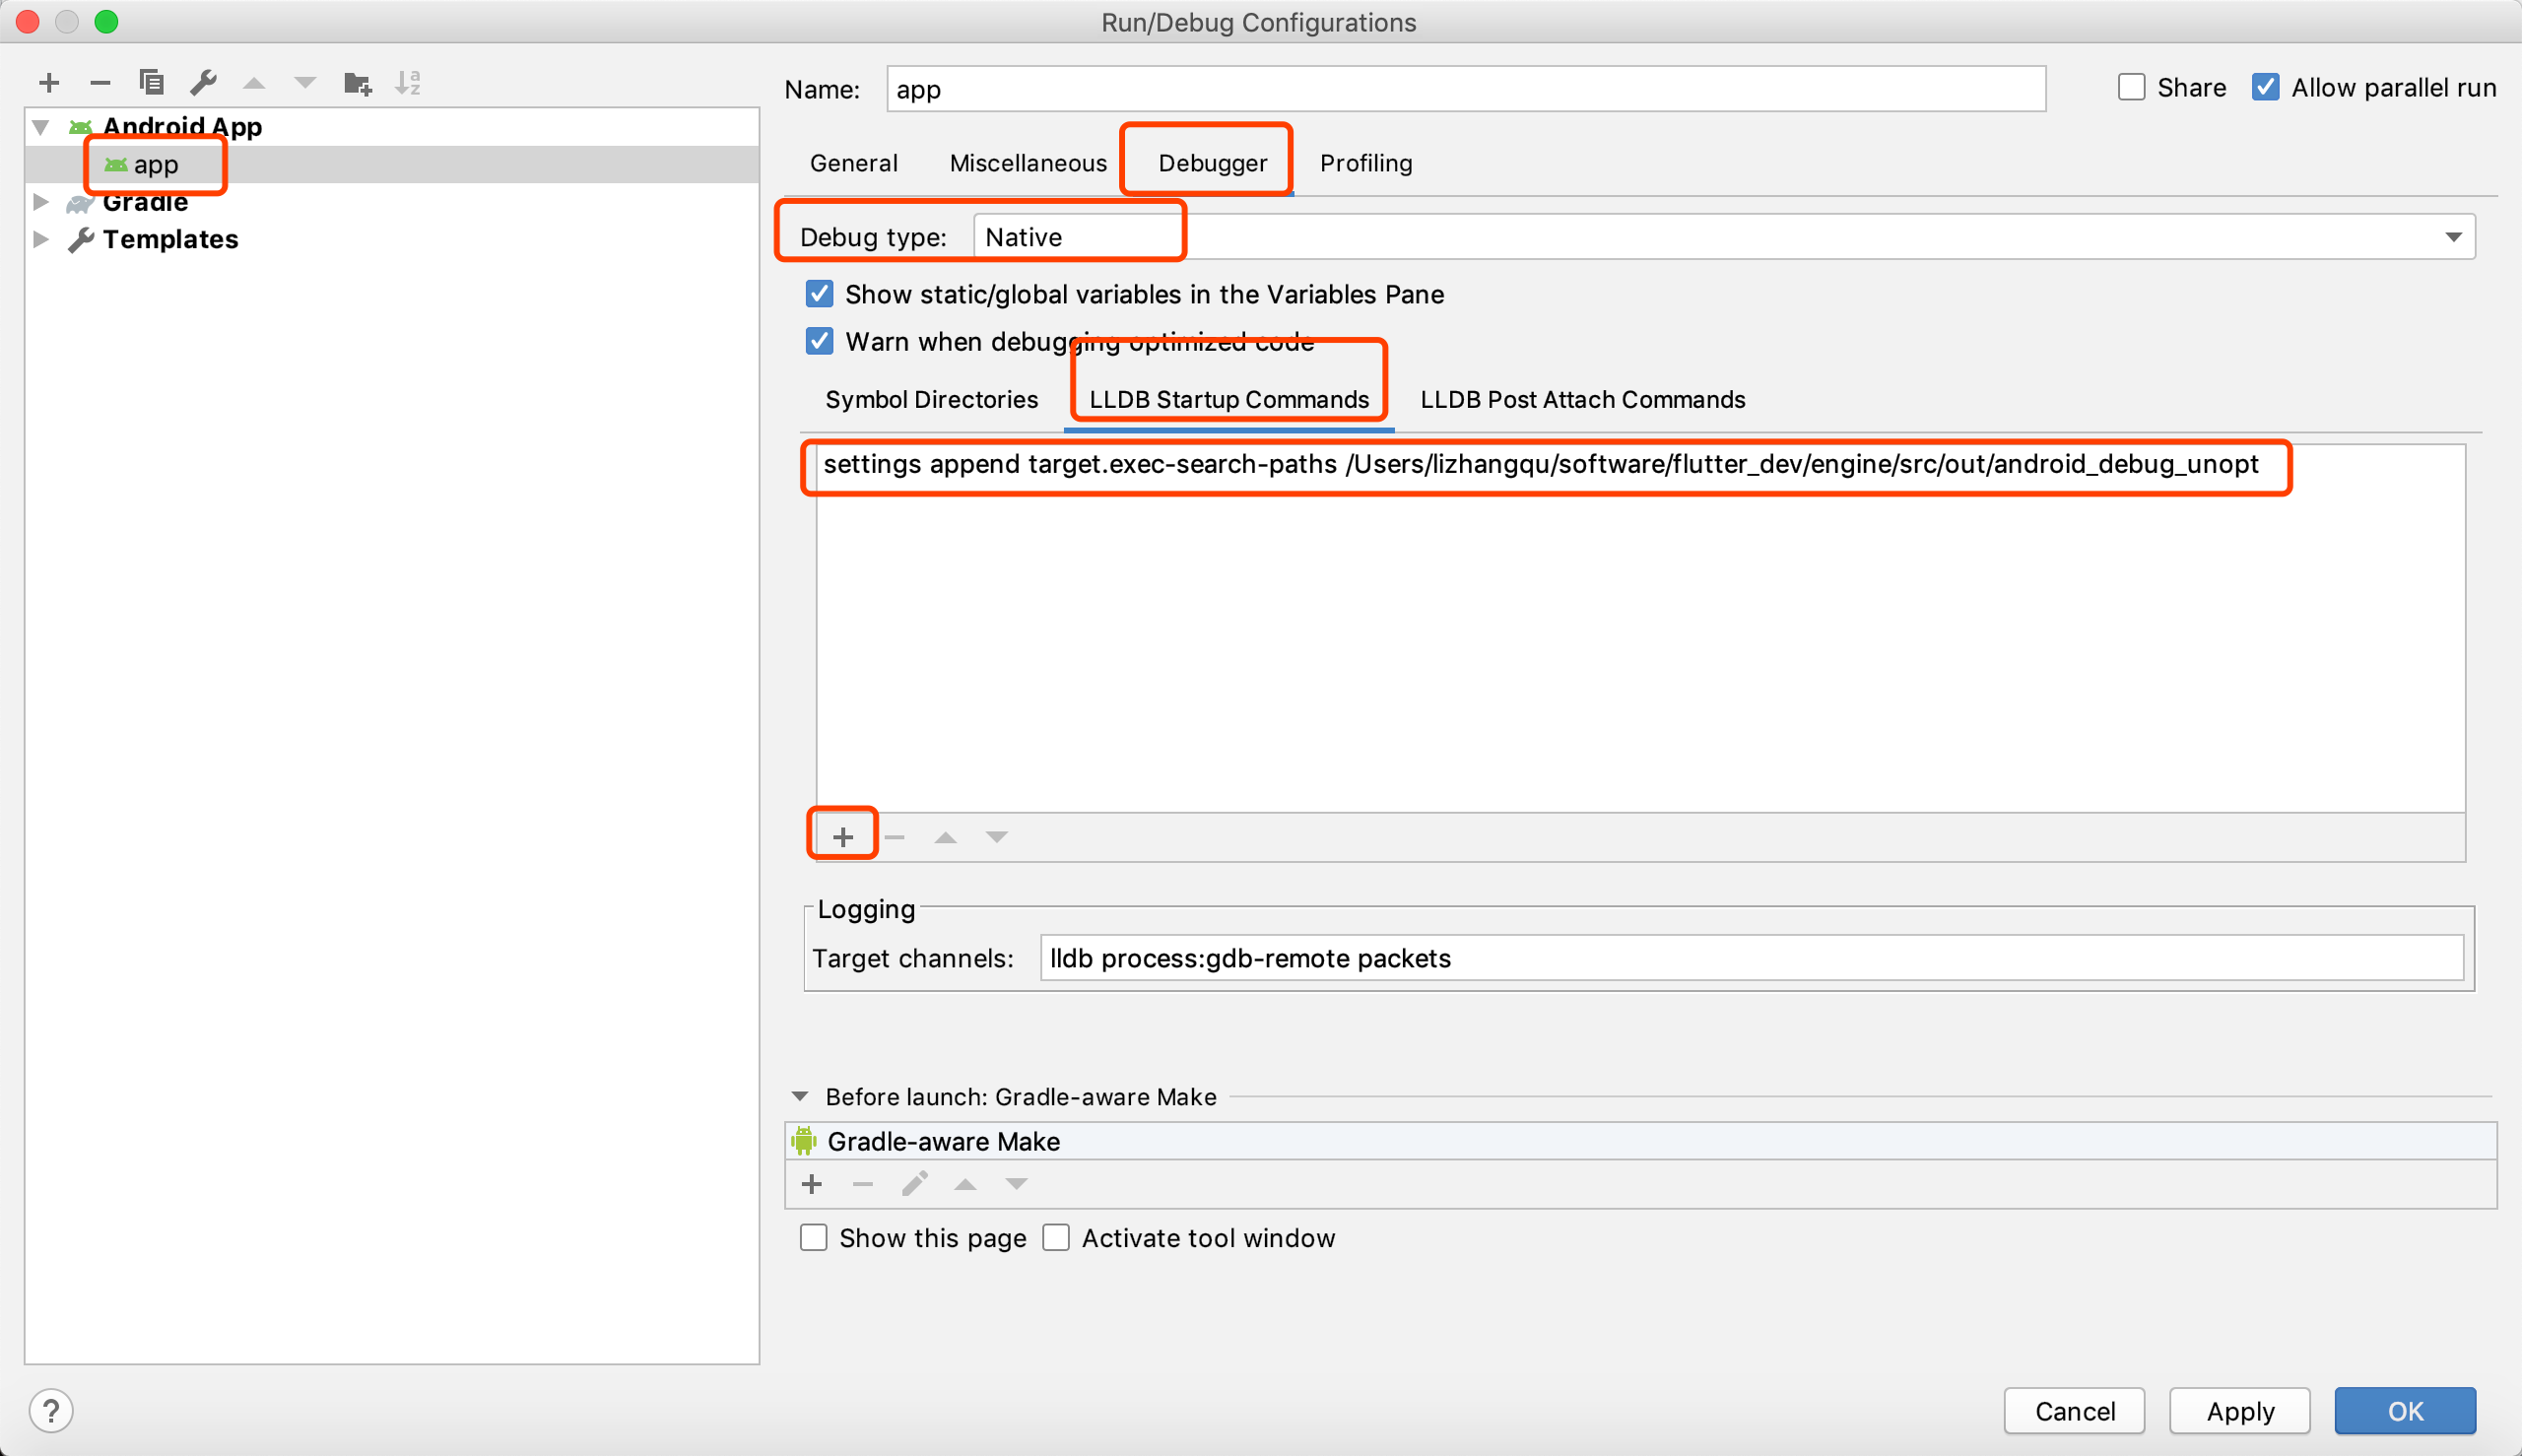 Run/Debug Configurations
Name: app
Share
Allow parallel run
Android App
app
Gradle
Templates
General Miscellaneous Debugger Profiling
Debug type: Native
Show static/global variables in the Variables Pane
Warn when debugging optimized code
Symbol Directories LLDB Startup Commands LLDB Post Attach Commands
settings append target.exec-search-paths /Users/lizhangqu/software/flutter_dev/engine/src/out/android_debug_unopt
Logging
Target channels: lldb process:gdb-remote packets
Before launch: Gradle-aware Make
Gradle-aware Make
Show this page Activate tool window
?
Cancel Apply OK